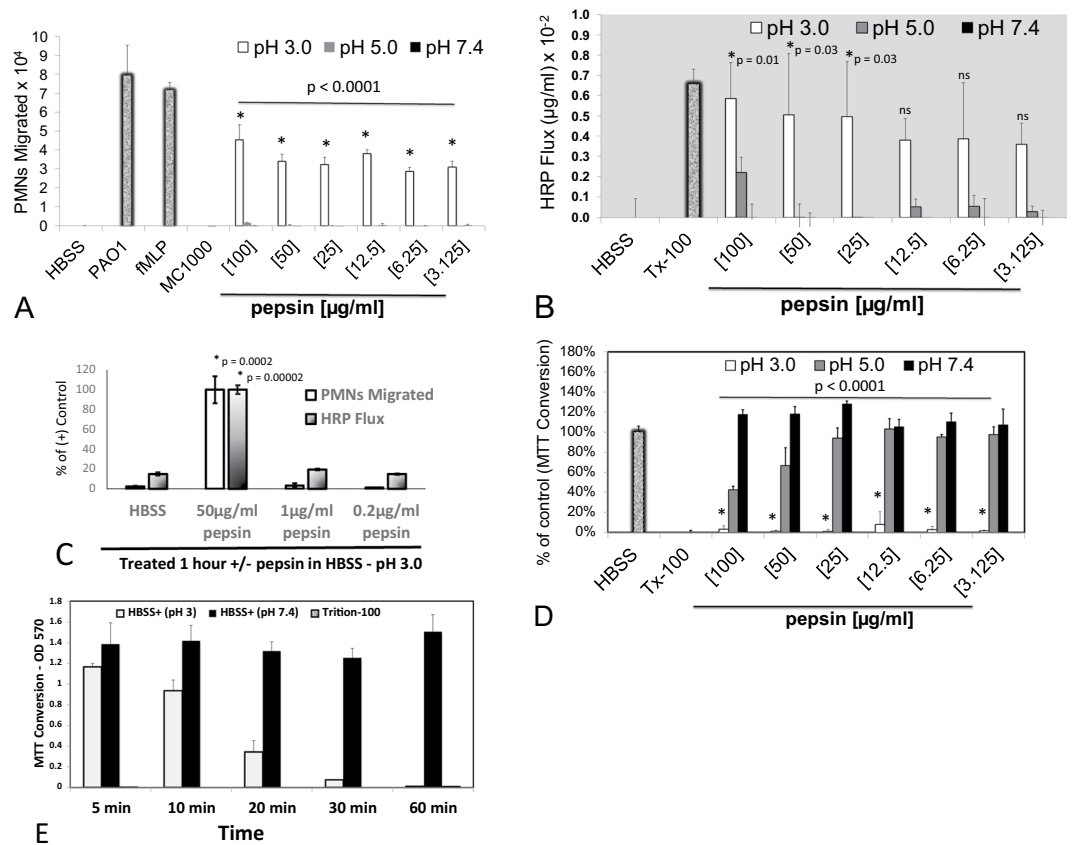 PMNs Migrated x 10⁴
10
9
8
7
6
5
4
3
2
1
0
pH 3.0 pH 5.0 pH 7.4
p < 0.0001
* * * * * *
HBSS PAO1 fMLP MC1000 [100] [50] [25] [12.5] [6.25] [3.125]
pepsin [µg/ml]
A
HRP Flux (µg/ml) x 10⁻²
1.0
0.9
0.8
0.7
0.6
0.5
0.4
0.3
0.2
0.1
0.0
pH 3.0 pH 5.0 pH 7.4
* p = 0.01 * p = 0.03 * p = 0.03 ns ns ns
HBSS Tx-100 [100] [50] [25] [12.5] [6.25] [3.125]
pepsin [µg/ml]
B
% of (+) Control
120
100
80
60
40
20
0
* p = 0.0002
* p = 0.00002
PMNs Migrated
HRP Flux
HBSS 50µg/ml 1µg/ml 0.2µg/ml
pepsin pepsin pepsin
C
Treated 1 hour +/- pepsin in HBSS - pH 3.0
% of control (MTT Conversion)
180%
160%
140%
120%
100%
80%
60%
40%
20%
0%
pH 3.0 pH 5.0 pH 7.4
p < 0.0001
* * * * * *
HBSS Tx-100 [100] [50] [25] [12.5] [6.25] [3.125]
pepsin [µg/ml]
D
MTT Conversion - OD 570
1.8
1.6
1.4
1.2
1
0.8
0.6
0.4
0.2
0
HBSS+ (pH 3) HBSS+ (pH 7.4) Trition-100
5 min 10 min 20 min 30 min 60 min
Time
E